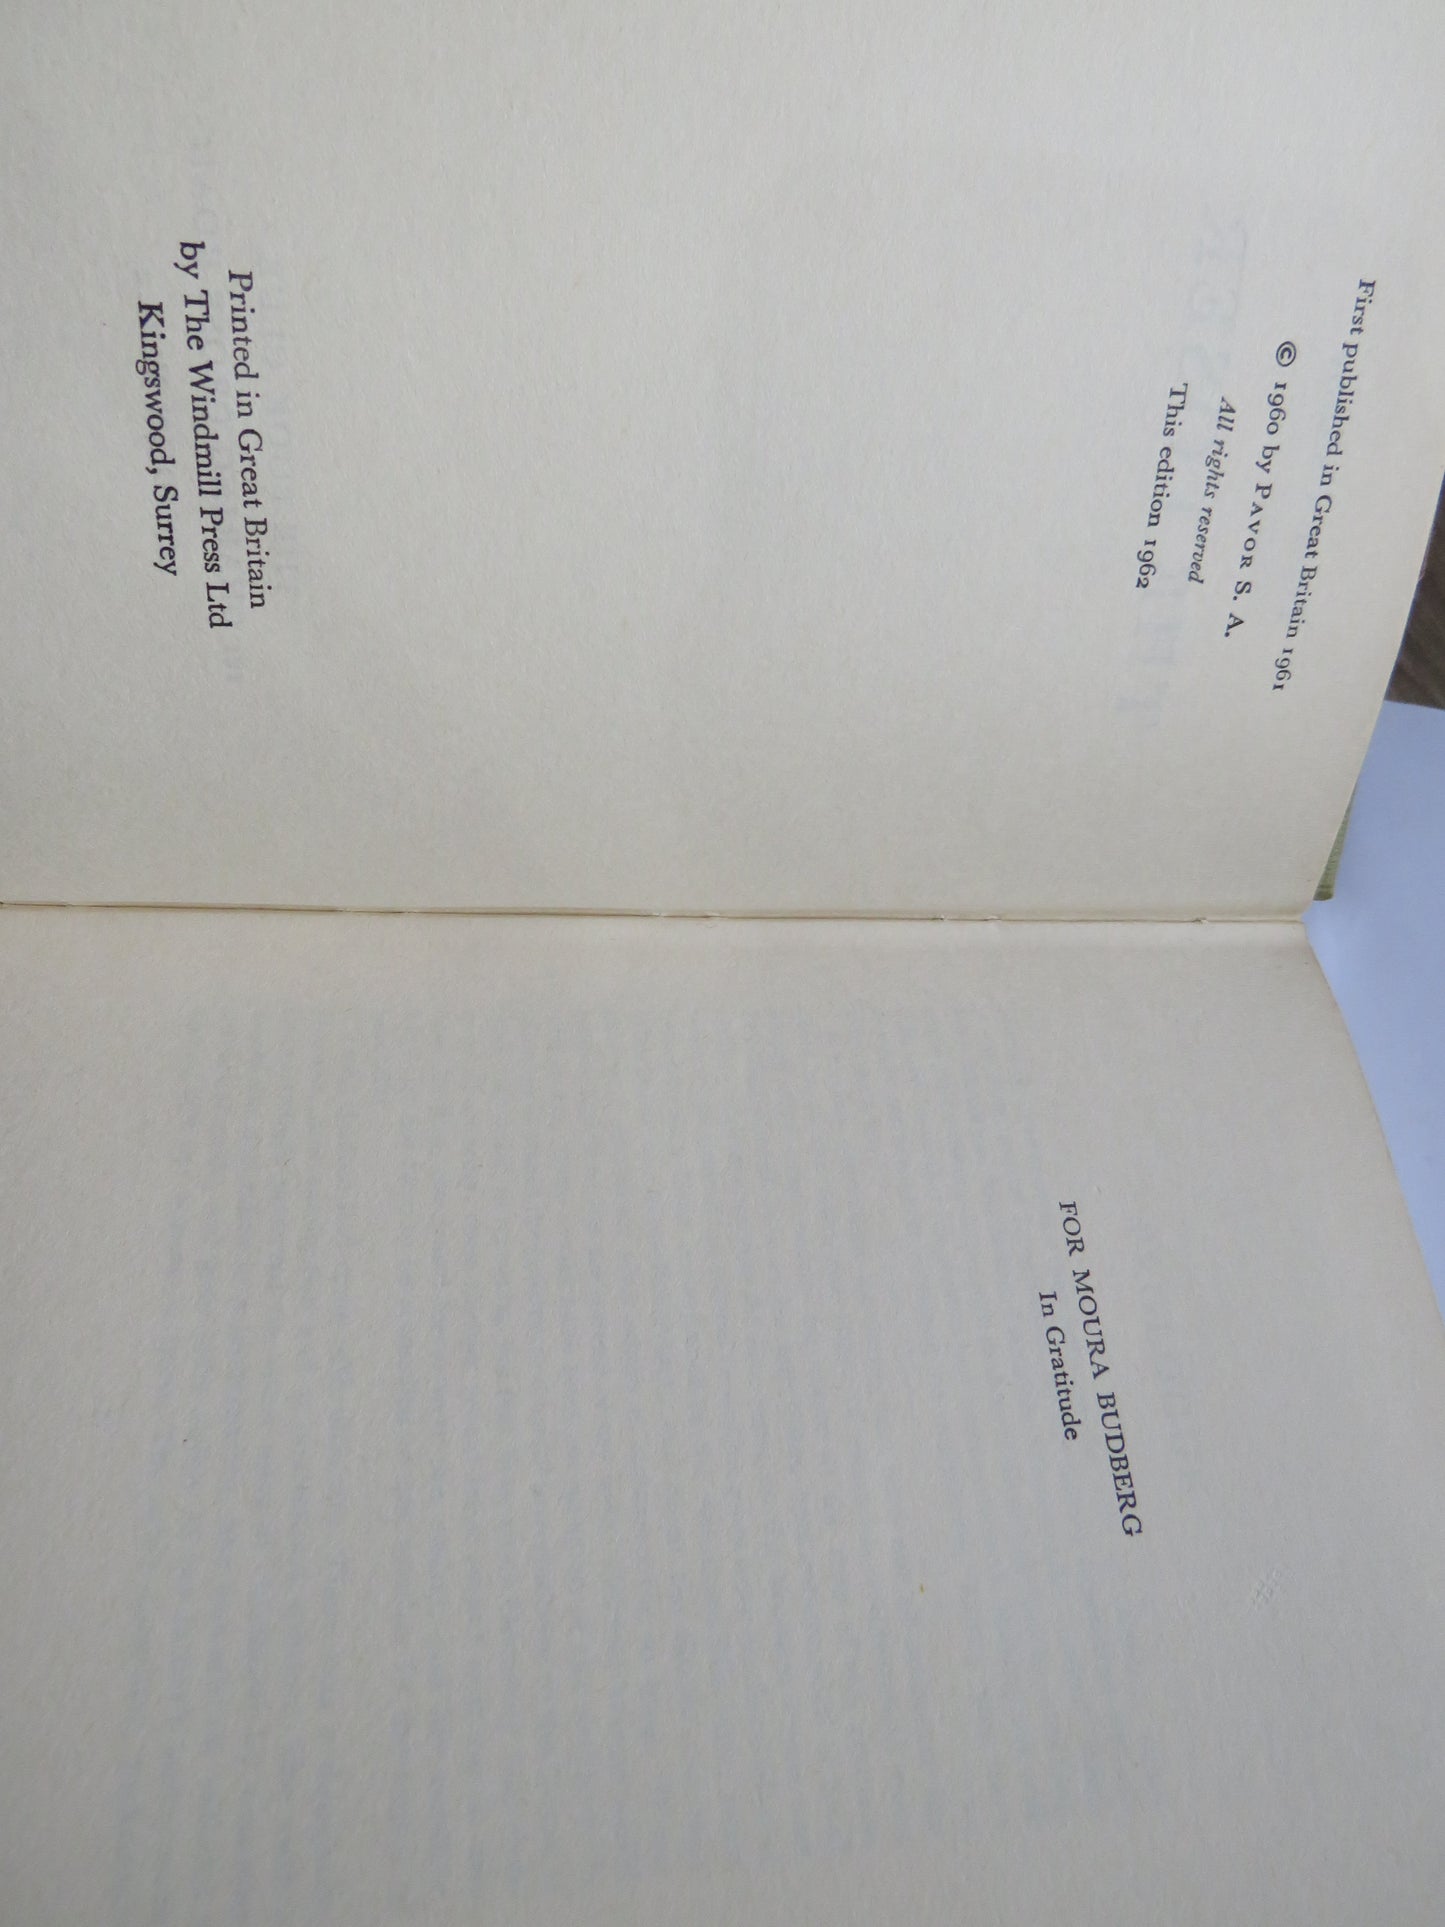 First published in Great Britain 1961
© 1960 by PAVOR S. A.
All rights reserved
This edition 1962
Printed in Great Britain
by The Windmill Press Ltd
Kingswood, Surrey
FOR MOURA BUDBERG
In Gratitude